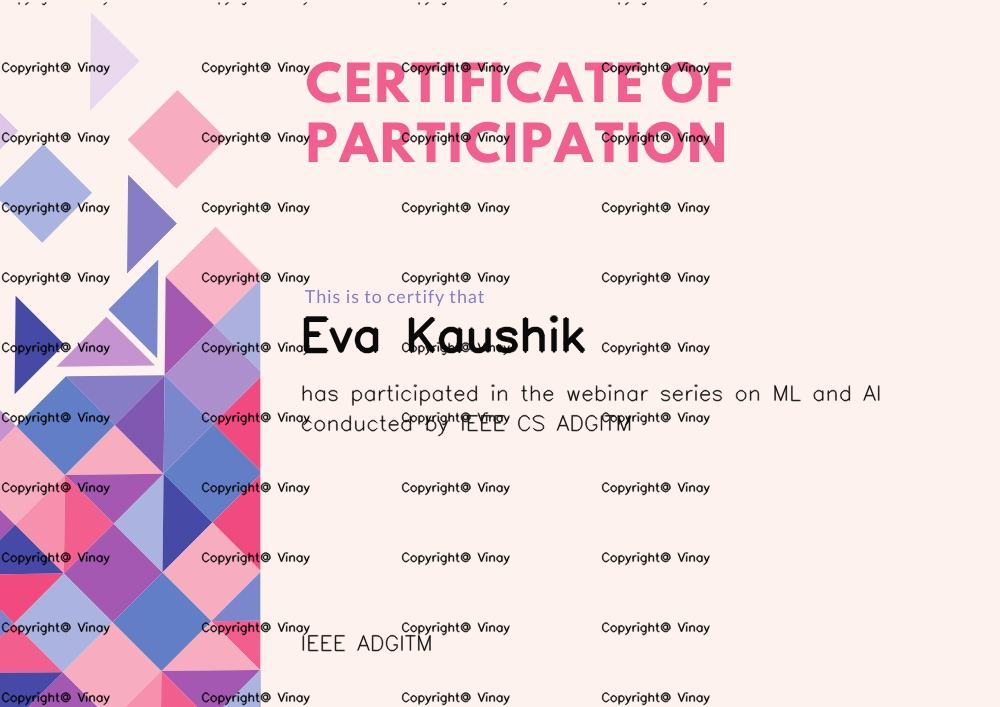 Copyright@ Vinay Copyright@ Vinay Copyright@ Vinay Copyright@ Vinay
CERTIFICATE OF
Copyright@ Vinay Copyright@ Vinay Copyright@ Vinay Copyright@ Vinay
PARTICIPATION
Copyright@ Vinay Copyright@ Vinay Copyright@ Vinay Copyright@ Vinay
Copyright@ Vinay Copyright@ Vinay Copyright@ Vinay Copyright@ Vinay
This is to certify that
Eva Kaushik
Copyright@ Vinay Copyright@ Vinay Copyright@ Vinay Copyright@ Vinay
has participated in the webinar series on ML and AI
Copyright@ Vinay Copyright@ Vinay Copyright@ Vinay Copyright@ Vinay
conducted by IEEE CS ADGITM
Copyright@ Vinay Copyright@ Vinay Copyright@ Vinay Copyright@ Vinay
Copyright@ Vinay Copyright@ Vinay Copyright@ Vinay Copyright@ Vinay
Copyright@ Vinay Copyright@ Vinay Copyright@ Vinay Copyright@ Vinay
IEEE ADGITM
Copyright@ Vinay Copyright@ Vinay Copyright@ Vinay Copyright@ Vinay